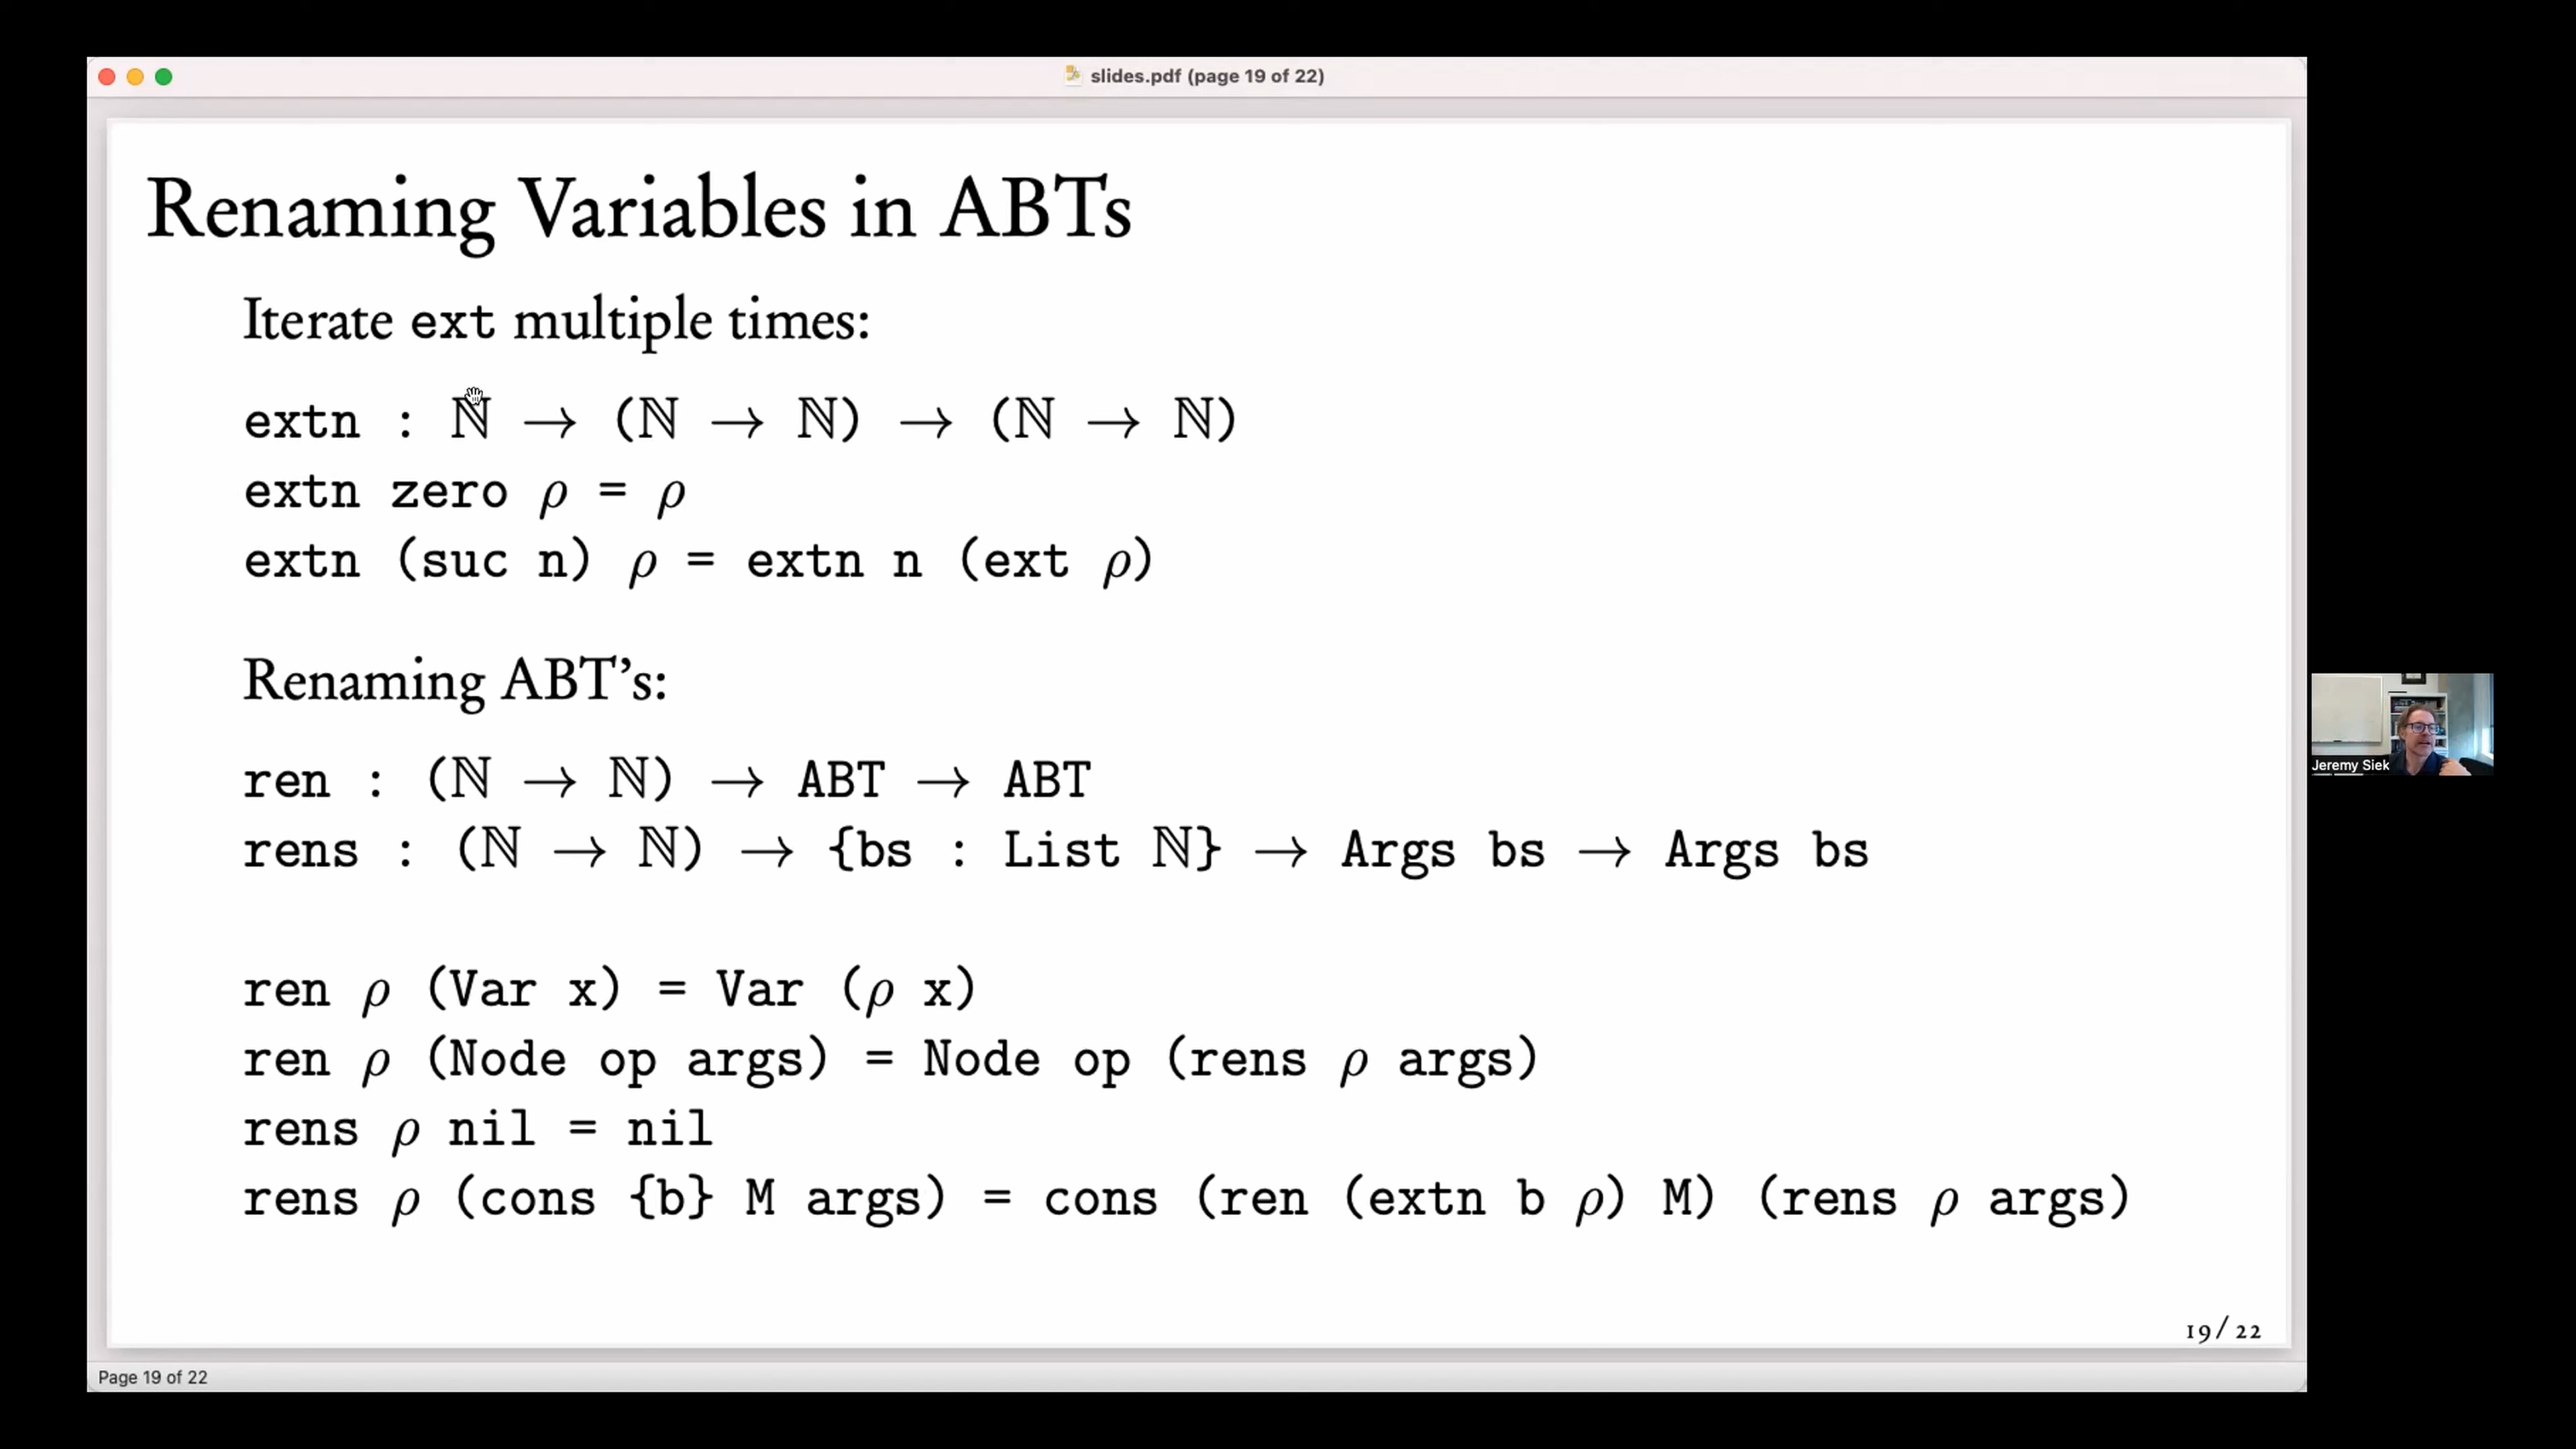 slides.pdf (page 19 of 22)
Renaming Variables in ABTs
Iterate ext multiple times:
extn : ℕ → (ℕ → ℕ) → (ℕ → ℕ)
extn zero ρ = ρ
extn (suc n) ρ = extn n (ext ρ)
Renaming ABT’s:
ren : (ℕ → ℕ) → ABT → ABT
rens : (ℕ → ℕ) → {bs : List ℕ} → Args bs → Args bs
ren ρ (Var x) = Var (ρ x)
ren ρ (Node op args) = Node op (rens ρ args)
rens ρ nil = nil
rens ρ (cons {b} M args) = cons (ren (extn b ρ) M) (rens ρ args)
19/22
Page 19 of 22
Jeremy Siek